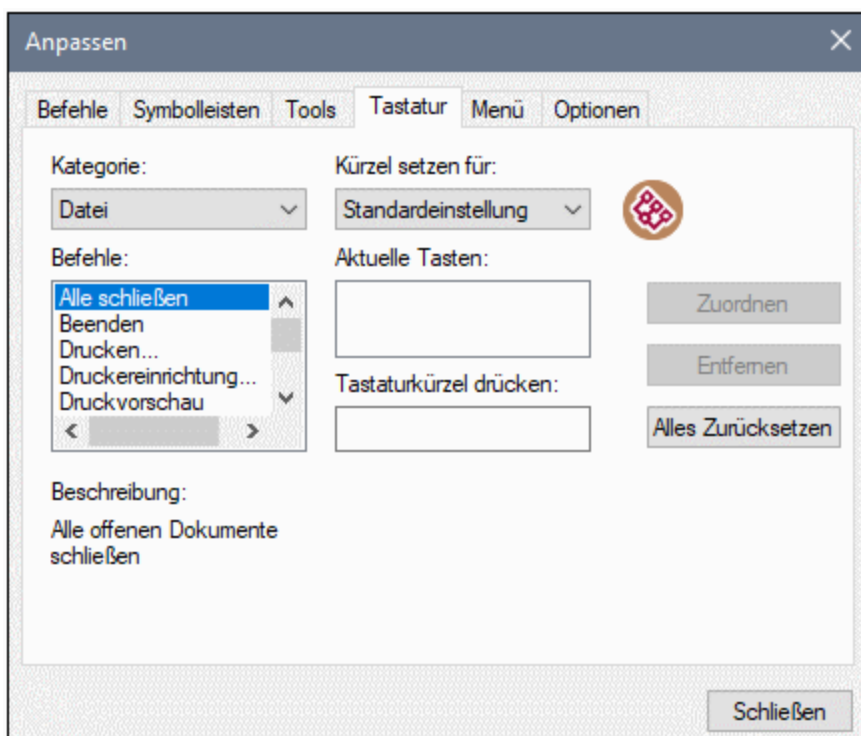 Anpassen
Befehle Symbolleisten Tools Tastatur Menü Optionen
Kategorie: Kürzel setzen für:
Datei Standardeinstellung
Befehle: Aktuelle Tasten:
Alle schließen
Beenden
Drucken...
Druckereinrichtung...
Druckvorschau
Zuordnen
Entfernen
Tastaturkürzel drücken:
Alles Zurücksetzen
Beschreibung:
Alle offenen Dokumente
schließen
Schließen